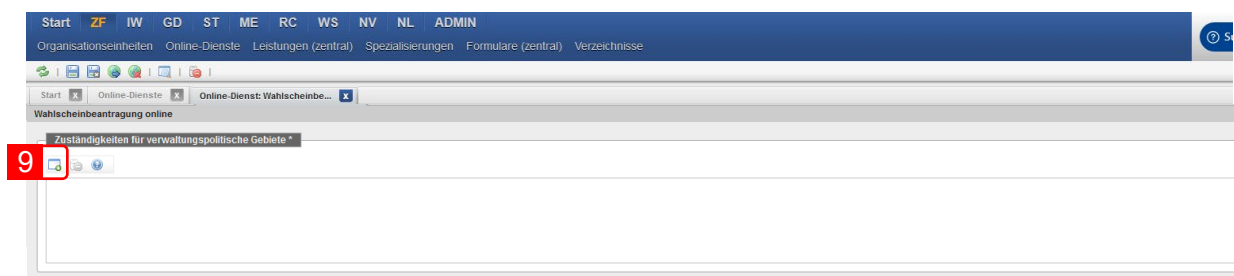 Start ZF IW GD ST ME RC WS NV NL ADMIN
Organisationseinheiten Online-Dienste Leistungen (zentral) Spezialisierungen Formulare (zentral) Verzeichnisse
Start x Online-Dienste x Online-Dienst: Wahlscheinbe... x
Wahlscheinbeantragung online
Zuständigkeiten für verwaltungspolitische Gebiete *
9